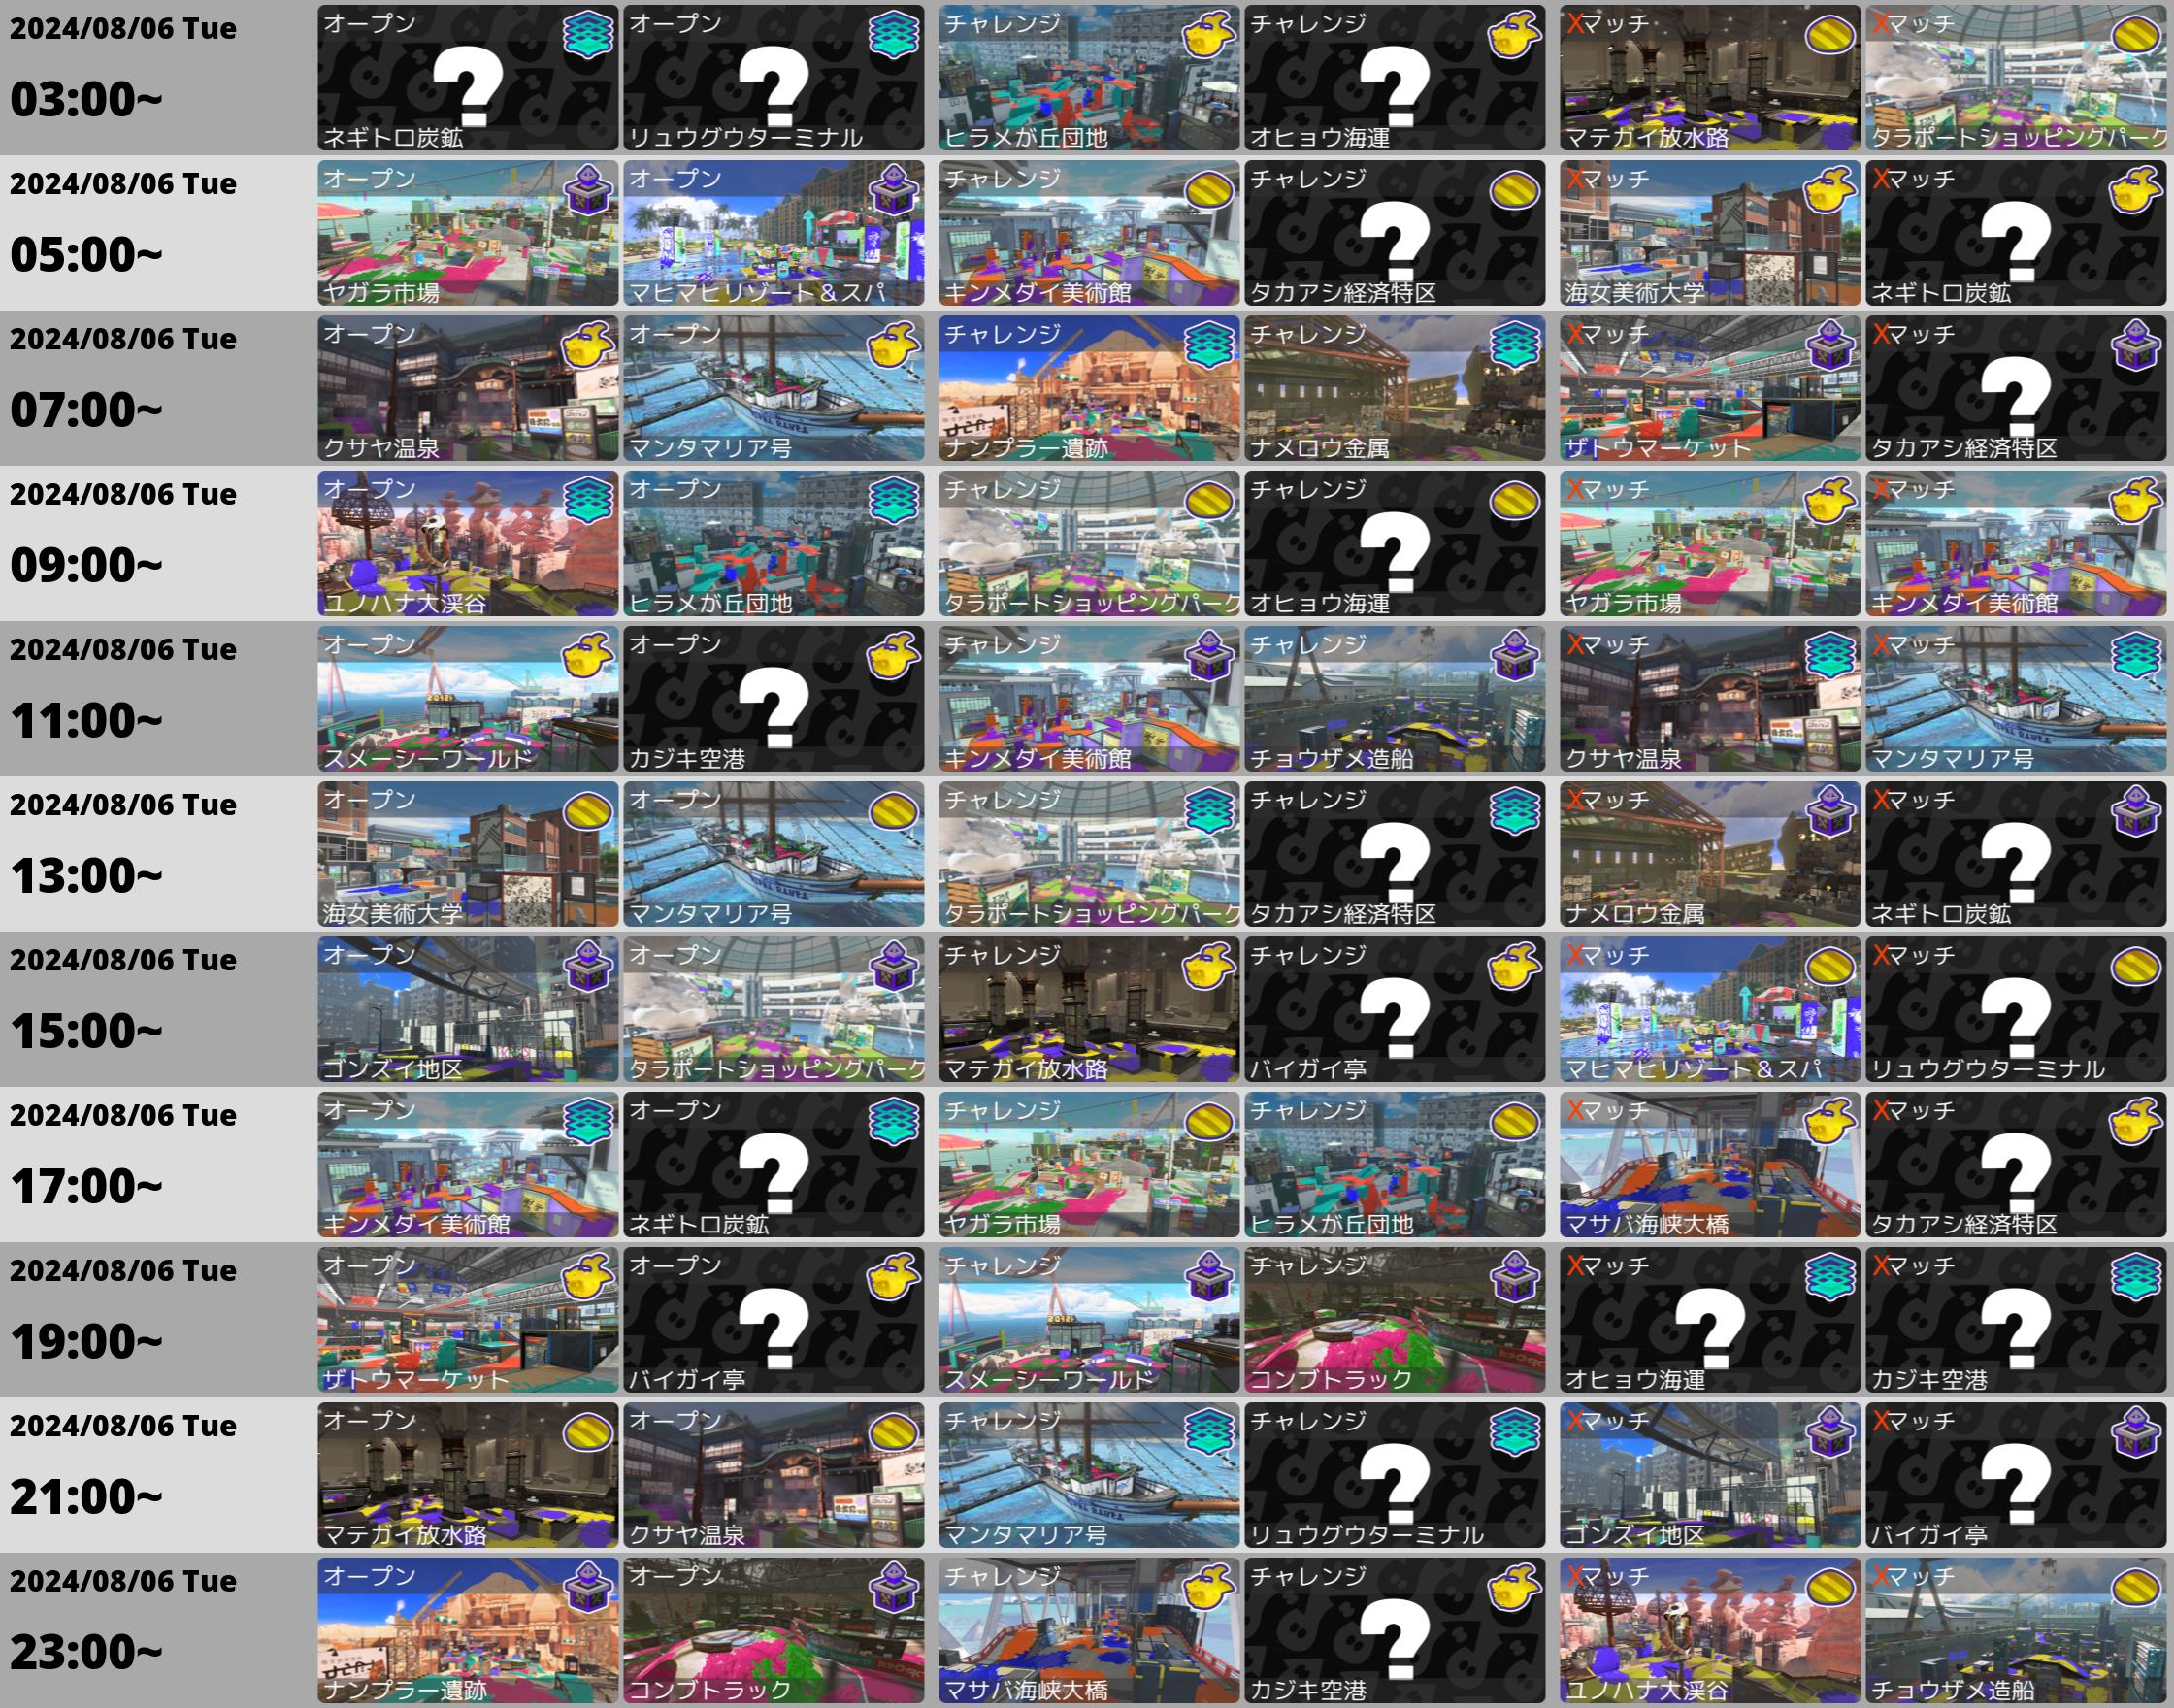 2024/08/06 Tue
03:00~
オープン
ネギトロ炭鉱
オープン
リュウグウターミナル
チャレンジ
ヒラメが丘団地
チャレンジ
オヒョウ海運
Xマッチ
マテガイ放水路
Xマッチ
タラポートショッピングパーク
2024/08/06 Tue
05:00~
オープン
ヤガラ市場
オープン
マヒマヒリゾート&スパ
チャレンジ
キンメダイ美術館
チャレンジ
タカアシ経済特区
Xマッチ
海女美術大学
Xマッチ
ネギトロ炭鉱
2024/08/06 Tue
07:00~
オープン
クサヤ温泉
オープン
マンタマリア号
チャレンジ
ナンプラー遺跡
チャレンジ
ナメロウ金属
Xマッチ
ザトウマーケット
Xマッチ
タカアシ経済特区
2024/08/06 Tue
09:00~
オープン
ユノハナ大渓谷
オープン
ヒラメが丘団地
チャレンジ
タラポートショッピングパーク
チャレンジ
オヒョウ海運
Xマッチ
ヤガラ市場
Xマッチ
キンメダイ美術館
2024/08/06 Tue
11:00~
オープン
スメーシーワールド
オープン
カジキ空港
チャレンジ
キンメダイ美術館
チャレンジ
チョウザメ造船
Xマッチ
クサヤ温泉
Xマッチ
マンタマリア号
2024/08/06 Tue
13:00~
オープン
海女美術大学
オープン
マンタマリア号
チャレンジ
タラポートショッピングパーク
チャレンジ
タカアシ経済特区
Xマッチ
ナメロウ金属
Xマッチ
ネギトロ炭鉱
2024/08/06 Tue
15:00~
オープン
ゴンズイ地区
オープン
タラポートショッピングパーク
チャレンジ
マテガイ放水路
チャレンジ
バイガイ亭
Xマッチ
マヒマヒリゾート&スパ
Xマッチ
リュウグウターミナル
2024/08/06 Tue
17:00~
オープン
キンメダイ美術館
オープン
ネギトロ炭鉱
チャレンジ
ヤガラ市場
チャレンジ
ヒラメが丘団地
Xマッチ
マサバ海峡大橋
Xマッチ
タカアシ経済特区
2024/08/06 Tue
19:00~
オープン
ザトウマーケット
オープン
バイガイ亭
チャレンジ
スメーシーワールド
チャレンジ
コンブトラック
Xマッチ
オヒョウ海運
Xマッチ
カジキ空港
2024/08/06 Tue
21:00~
オープン
マテガイ放水路
オープン
クサヤ温泉
チャレンジ
マンタマリア号
チャレンジ
リュウグウターミナル
Xマッチ
ゴンズイ地区
Xマッチ
バイガイ亭
2024/08/06 Tue
23:00~
オープン
ナンプラー遺跡
オープン
コンブトラック
チャレンジ
マサバ海峡大橋
チャレンジ
カジキ空港
Xマッチ
ユノハナ大渓谷
Xマッチ
チョウザメ造船